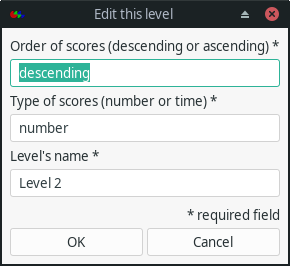 Edit this level
Order of scores (descending or ascending) *
descending
Type of scores (number or time) *
number
Level's name *
Level 2
* required field
OK
Cancel